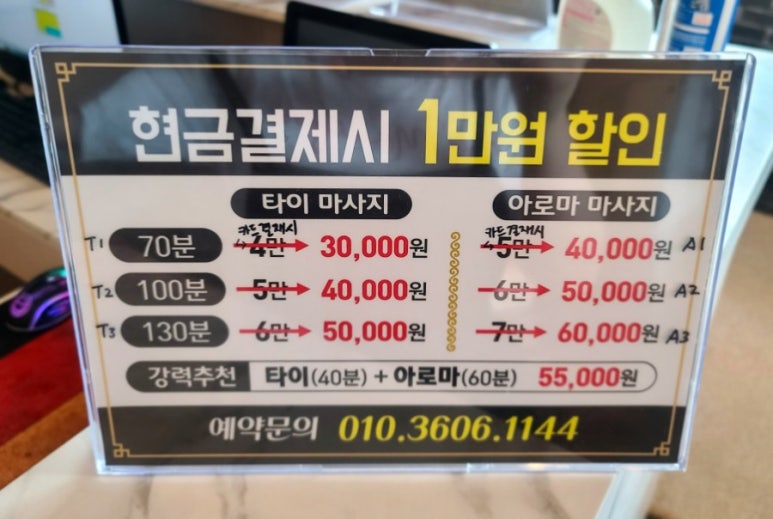 현금결제시 1만원 할인
타이 마사지 아로마 마사지
카드결제시 카드결제시
T1 70분 4만 → 30,000원 5만 → 40,000원 A1
T2 100분 5만 → 40,000원 6만 → 50,000원 A2
T3 130분 6만 → 50,000원 7만 → 60,000원 A3
강력추천 타이(40분) + 아로마(60분) 55,000원
예약문의 010.3606.1144